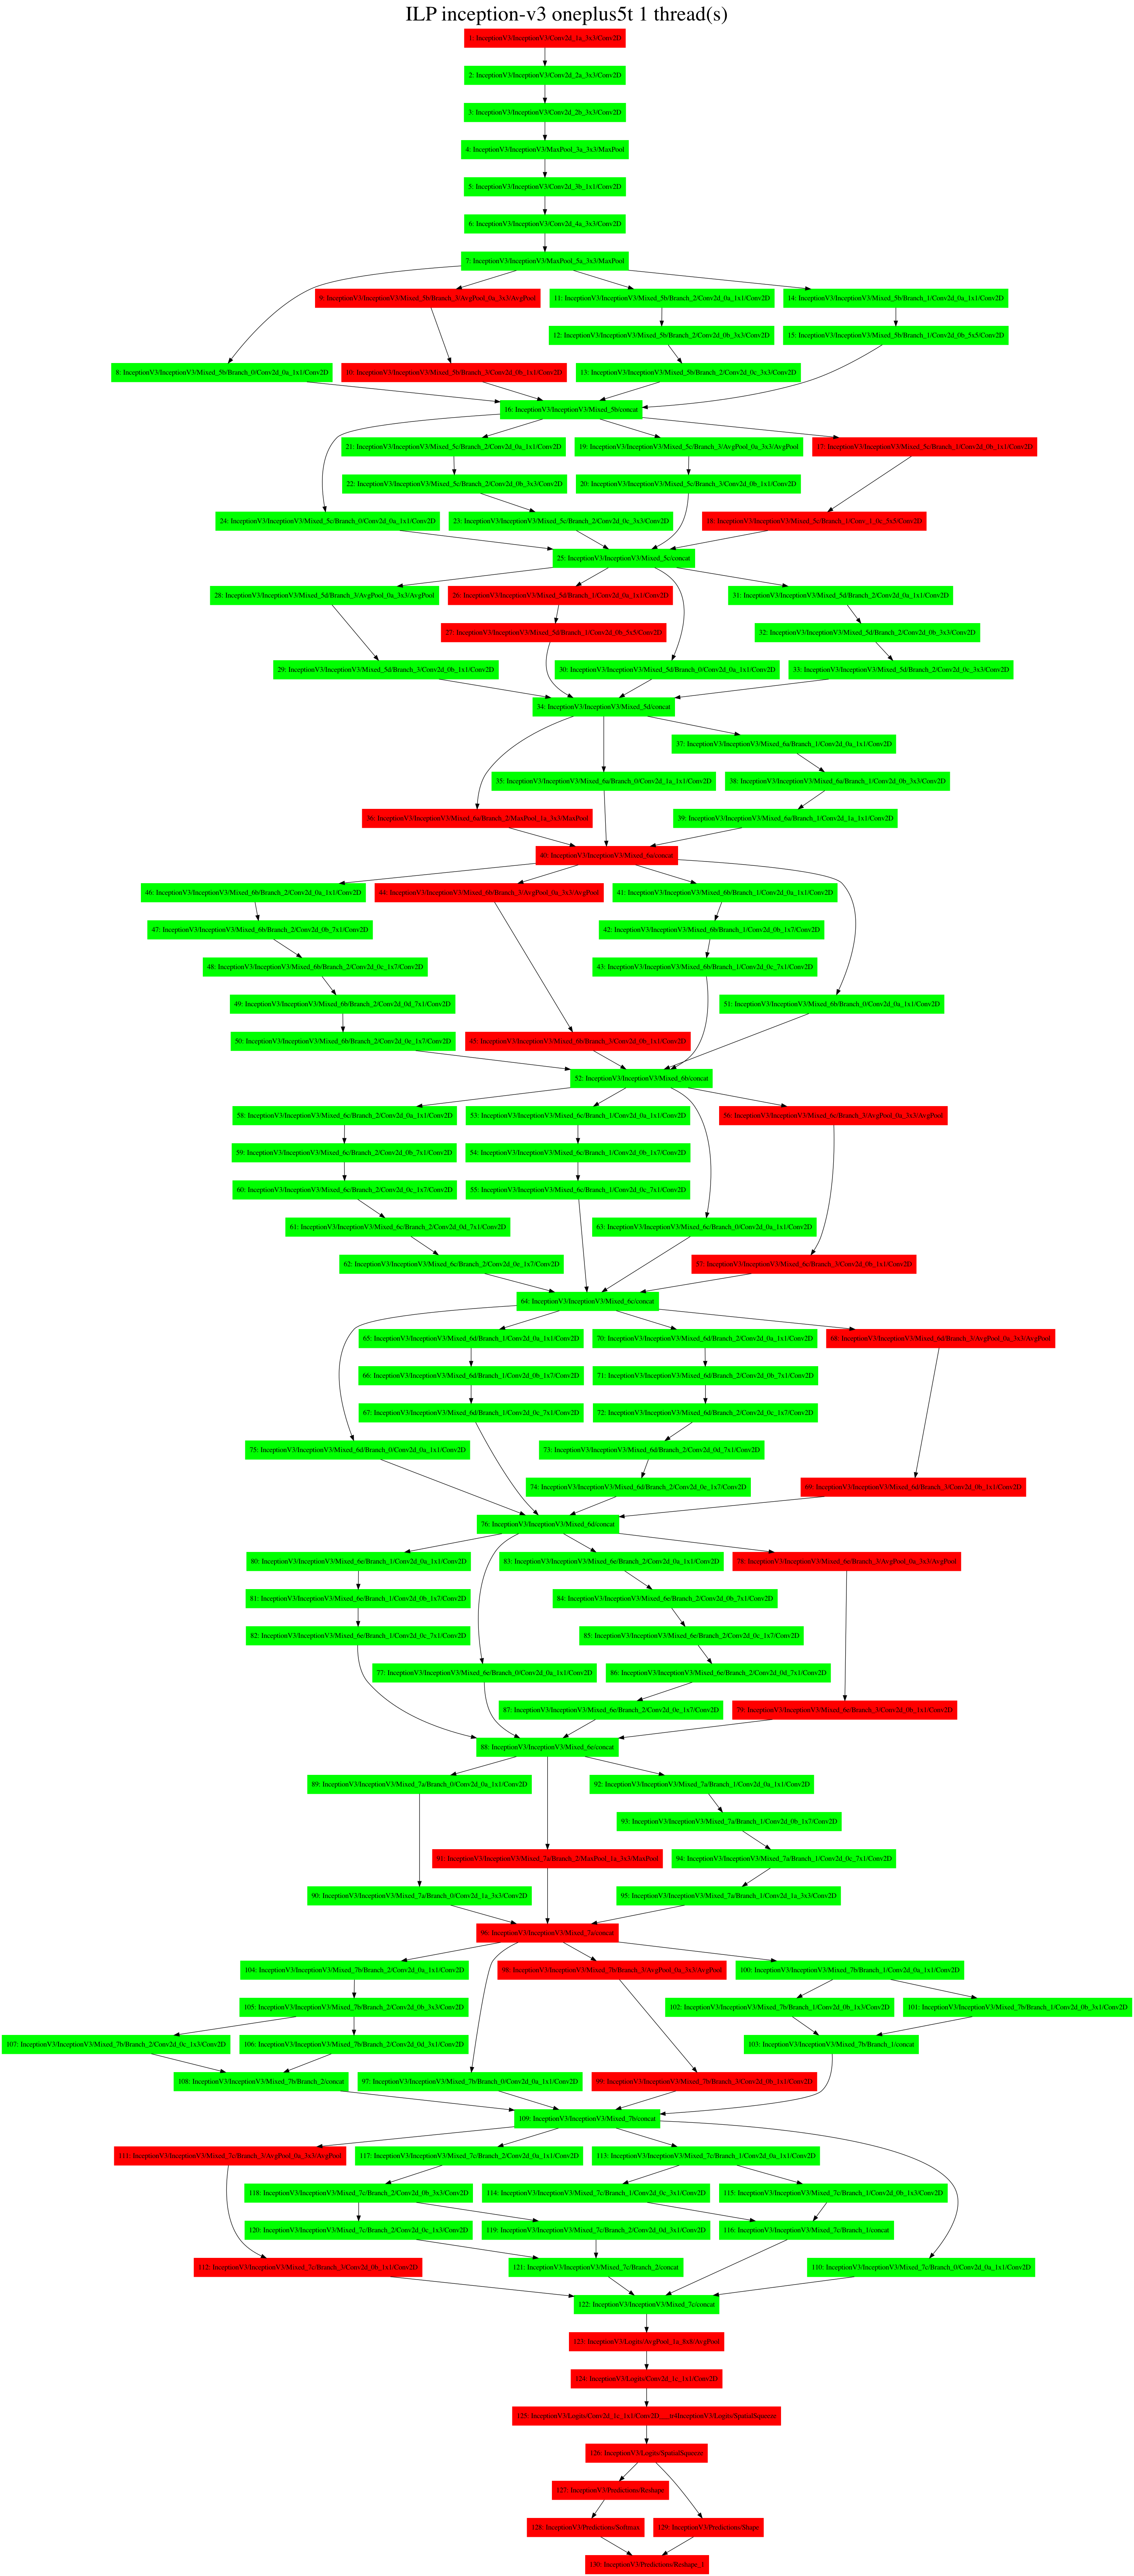 ILP inception-v3 oneplus5t 1 thread(s)
1: InceptionV3/InceptionV3/Conv2d_1a_3x3/Conv2D
2: InceptionV3/InceptionV3/Conv2d_2a_3x3/Conv2D
3: InceptionV3/InceptionV3/Conv2d_2b_3x3/Conv2D
4: InceptionV3/InceptionV3/MaxPool_3a_3x3/MaxPool
5: InceptionV3/InceptionV3/Conv2d_3b_1x1/Conv2D
6: InceptionV3/InceptionV3/Conv2d_4a_3x3/Conv2D
7: InceptionV3/InceptionV3/MaxPool_5a_3x3/MaxPool
9: InceptionV3/InceptionV3/Mixed_5b/Branch_3/AvgPool_0a_3x3/AvgPool
11: InceptionV3/InceptionV3/Mixed_5b/Branch_2/Conv2d_0a_1x1/Conv2D
14: InceptionV3/InceptionV3/Mixed_5b/Branch_1/Conv2d_0a_1x1/Conv2D
12: InceptionV3/InceptionV3/Mixed_5b/Branch_2/Conv2d_0b_3x3/Conv2D
15: InceptionV3/InceptionV3/Mixed_5b/Branch_1/Conv2d_0b_5x5/Conv2D
8: InceptionV3/InceptionV3/Mixed_5b/Branch_0/Conv2d_0a_1x1/Conv2D
10: InceptionV3/InceptionV3/Mixed_5b/Branch_3/Conv2d_0b_1x1/Conv2D
13: InceptionV3/InceptionV3/Mixed_5b/Branch_2/Conv2d_0c_3x3/Conv2D
16: InceptionV3/InceptionV3/Mixed_5b/concat
21: InceptionV3/InceptionV3/Mixed_5c/Branch_2/Conv2d_0a_1x1/Conv2D
19: InceptionV3/InceptionV3/Mixed_5c/Branch_3/AvgPool_0a_3x3/AvgPool
17: InceptionV3/InceptionV3/Mixed_5c/Branch_1/Conv2d_0b_1x1/Conv2D
22: InceptionV3/InceptionV3/Mixed_5c/Branch_2/Conv2d_0b_3x3/Conv2D
20: InceptionV3/InceptionV3/Mixed_5c/Branch_3/Conv2d_0b_1x1/Conv2D
24: InceptionV3/InceptionV3/Mixed_5c/Branch_0/Conv2d_0a_1x1/Conv2D
23: InceptionV3/InceptionV3/Mixed_5c/Branch_2/Conv2d_0c_3x3/Conv2D
18: InceptionV3/InceptionV3/Mixed_5c/Branch_1/Conv_1_0c_5x5/Conv2D
25: InceptionV3/InceptionV3/Mixed_5c/concat
28: InceptionV3/InceptionV3/Mixed_5d/Branch_3/AvgPool_0a_3x3/AvgPool
26: InceptionV3/InceptionV3/Mixed_5d/Branch_1/Conv2d_0a_1x1/Conv2D
31: InceptionV3/InceptionV3/Mixed_5d/Branch_2/Conv2d_0a_1x1/Conv2D
27: InceptionV3/InceptionV3/Mixed_5d/Branch_1/Conv2d_0b_5x5/Conv2D
32: InceptionV3/InceptionV3/Mixed_5d/Branch_2/Conv2d_0b_3x3/Conv2D
29: InceptionV3/InceptionV3/Mixed_5d/Branch_3/Conv2d_0b_1x1/Conv2D
30: InceptionV3/InceptionV3/Mixed_5d/Branch_0/Conv2d_0a_1x1/Conv2D
33: InceptionV3/InceptionV3/Mixed_5d/Branch_2/Conv2d_0c_3x3/Conv2D
34: InceptionV3/InceptionV3/Mixed_5d/concat
37: InceptionV3/InceptionV3/Mixed_6a/Branch_1/Conv2d_0a_1x1/Conv2D
35: InceptionV3/InceptionV3/Mixed_6a/Branch_0/Conv2d_1a_1x1/Conv2D
38: InceptionV3/InceptionV3/Mixed_6a/Branch_1/Conv2d_0b_3x3/Conv2D
36: InceptionV3/InceptionV3/Mixed_6a/Branch_2/MaxPool_1a_3x3/MaxPool
39: InceptionV3/InceptionV3/Mixed_6a/Branch_1/Conv2d_1a_1x1/Conv2D
40: InceptionV3/InceptionV3/Mixed_6a/concat
46: InceptionV3/InceptionV3/Mixed_6b/Branch_2/Conv2d_0a_1x1/Conv2D
44: InceptionV3/InceptionV3/Mixed_6b/Branch_3/AvgPool_0a_3x3/AvgPool
41: InceptionV3/InceptionV3/Mixed_6b/Branch_1/Conv2d_0a_1x1/Conv2D
47: InceptionV3/InceptionV3/Mixed_6b/Branch_2/Conv2d_0b_7x1/Conv2D
42: InceptionV3/InceptionV3/Mixed_6b/Branch_1/Conv2d_0b_1x7/Conv2D
48: InceptionV3/InceptionV3/Mixed_6b/Branch_2/Conv2d_0c_1x7/Conv2D
43: InceptionV3/InceptionV3/Mixed_6b/Branch_1/Conv2d_0c_7x1/Conv2D
49: InceptionV3/InceptionV3/Mixed_6b/Branch_2/Conv2d_0d_7x1/Conv2D
51: InceptionV3/InceptionV3/Mixed_6b/Branch_0/Conv2d_0a_1x1/Conv2D
50: InceptionV3/InceptionV3/Mixed_6b/Branch_2/Conv2d_0e_1x7/Conv2D
45: InceptionV3/InceptionV3/Mixed_6b/Branch_3/Conv2d_0b_1x1/Conv2D
52: InceptionV3/InceptionV3/Mixed_6b/concat
58: InceptionV3/InceptionV3/Mixed_6c/Branch_2/Conv2d_0a_1x1/Conv2D
53: InceptionV3/InceptionV3/Mixed_6c/Branch_1/Conv2d_0a_1x1/Conv2D
56: InceptionV3/InceptionV3/Mixed_6c/Branch_3/AvgPool_0a_3x3/AvgPool
59: InceptionV3/InceptionV3/Mixed_6c/Branch_2/Conv2d_0b_7x1/Conv2D
54: InceptionV3/InceptionV3/Mixed_6c/Branch_1/Conv2d_0b_1x7/Conv2D
60: InceptionV3/InceptionV3/Mixed_6c/Branch_2/Conv2d_0c_1x7/Conv2D
55: InceptionV3/InceptionV3/Mixed_6c/Branch_1/Conv2d_0c_7x1/Conv2D
61: InceptionV3/InceptionV3/Mixed_6c/Branch_2/Conv2d_0d_7x1/Conv2D
63: InceptionV3/InceptionV3/Mixed_6c/Branch_0/Conv2d_0a_1x1/Conv2D
62: InceptionV3/InceptionV3/Mixed_6c/Branch_2/Conv2d_0e_1x7/Conv2D
57: InceptionV3/InceptionV3/Mixed_6c/Branch_3/Conv2d_0b_1x1/Conv2D
64: InceptionV3/InceptionV3/Mixed_6c/concat
65: InceptionV3/InceptionV3/Mixed_6d/Branch_1/Conv2d_0a_1x1/Conv2D
70: InceptionV3/InceptionV3/Mixed_6d/Branch_2/Conv2d_0a_1x1/Conv2D
68: InceptionV3/InceptionV3/Mixed_6d/Branch_3/AvgPool_0a_3x3/AvgPool
66: InceptionV3/InceptionV3/Mixed_6d/Branch_1/Conv2d_0b_1x7/Conv2D
71: InceptionV3/InceptionV3/Mixed_6d/Branch_2/Conv2d_0b_7x1/Conv2D
67: InceptionV3/InceptionV3/Mixed_6d/Branch_1/Conv2d_0c_7x1/Conv2D
72: InceptionV3/InceptionV3/Mixed_6d/Branch_2/Conv2d_0c_1x7/Conv2D
75: InceptionV3/InceptionV3/Mixed_6d/Branch_0/Conv2d_0a_1x1/Conv2D
73: InceptionV3/InceptionV3/Mixed_6d/Branch_2/Conv2d_0d_7x1/Conv2D
74: InceptionV3/InceptionV3/Mixed_6d/Branch_2/Conv2d_0e_1x7/Conv2D
69: InceptionV3/InceptionV3/Mixed_6d/Branch_3/Conv2d_0b_1x1/Conv2D
76: InceptionV3/InceptionV3/Mixed_6d/concat
80: InceptionV3/InceptionV3/Mixed_6e/Branch_1/Conv2d_0a_1x1/Conv2D
83: InceptionV3/InceptionV3/Mixed_6e/Branch_2/Conv2d_0a_1x1/Conv2D
78: InceptionV3/InceptionV3/Mixed_6e/Branch_3/AvgPool_0a_3x3/AvgPool
81: InceptionV3/InceptionV3/Mixed_6e/Branch_1/Conv2d_0b_1x7/Conv2D
84: InceptionV3/InceptionV3/Mixed_6e/Branch_2/Conv2d_0b_7x1/Conv2D
82: InceptionV3/InceptionV3/Mixed_6e/Branch_1/Conv2d_0c_7x1/Conv2D
85: InceptionV3/InceptionV3/Mixed_6e/Branch_2/Conv2d_0c_1x7/Conv2D
77: InceptionV3/InceptionV3/Mixed_6e/Branch_0/Conv2d_0a_1x1/Conv2D
86: InceptionV3/InceptionV3/Mixed_6e/Branch_2/Conv2d_0d_7x1/Conv2D
87: InceptionV3/InceptionV3/Mixed_6e/Branch_2/Conv2d_0e_1x7/Conv2D
79: InceptionV3/InceptionV3/Mixed_6e/Branch_3/Conv2d_0b_1x1/Conv2D
88: InceptionV3/InceptionV3/Mixed_6e/concat
89: InceptionV3/InceptionV3/Mixed_7a/Branch_0/Conv2d_0a_1x1/Conv2D
92: InceptionV3/InceptionV3/Mixed_7a/Branch_1/Conv2d_0a_1x1/Conv2D
93: InceptionV3/InceptionV3/Mixed_7a/Branch_1/Conv2d_0b_1x7/Conv2D
91: InceptionV3/InceptionV3/Mixed_7a/Branch_2/MaxPool_1a_3x3/MaxPool
94: InceptionV3/InceptionV3/Mixed_7a/Branch_1/Conv2d_0c_7x1/Conv2D
90: InceptionV3/InceptionV3/Mixed_7a/Branch_0/Conv2d_1a_3x3/Conv2D
95: InceptionV3/InceptionV3/Mixed_7a/Branch_1/Conv2d_1a_3x3/Conv2D
96: InceptionV3/InceptionV3/Mixed_7a/concat
104: InceptionV3/InceptionV3/Mixed_7b/Branch_2/Conv2d_0a_1x1/Conv2D
98: InceptionV3/InceptionV3/Mixed_7b/Branch_3/AvgPool_0a_3x3/AvgPool
100: InceptionV3/InceptionV3/Mixed_7b/Branch_1/Conv2d_0a_1x1/Conv2D
105: InceptionV3/InceptionV3/Mixed_7b/Branch_2/Conv2d_0b_3x3/Conv2D
102: InceptionV3/InceptionV3/Mixed_7b/Branch_1/Conv2d_0b_1x3/Conv2D
101: InceptionV3/InceptionV3/Mixed_7b/Branch_1/Conv2d_0b_3x1/Conv2D
107: InceptionV3/InceptionV3/Mixed_7b/Branch_2/Conv2d_0c_1x3/Conv2D
106: InceptionV3/InceptionV3/Mixed_7b/Branch_2/Conv2d_0d_3x1/Conv2D
103: InceptionV3/InceptionV3/Mixed_7b/Branch_1/concat
108: InceptionV3/InceptionV3/Mixed_7b/Branch_2/concat
97: InceptionV3/InceptionV3/Mixed_7b/Branch_0/Conv2d_0a_1x1/Conv2D
99: InceptionV3/InceptionV3/Mixed_7b/Branch_3/Conv2d_0b_1x1/Conv2D
109: InceptionV3/InceptionV3/Mixed_7b/concat
111: InceptionV3/InceptionV3/Mixed_7c/Branch_3/AvgPool_0a_3x3/AvgPool
117: InceptionV3/InceptionV3/Mixed_7c/Branch_2/Conv2d_0a_1x1/Conv2D
113: InceptionV3/InceptionV3/Mixed_7c/Branch_1/Conv2d_0a_1x1/Conv2D
118: InceptionV3/InceptionV3/Mixed_7c/Branch_2/Conv2d_0b_3x3/Conv2D
114: InceptionV3/InceptionV3/Mixed_7c/Branch_1/Conv2d_0c_3x1/Conv2D
115: InceptionV3/InceptionV3/Mixed_7c/Branch_1/Conv2d_0b_1x3/Conv2D
120: InceptionV3/InceptionV3/Mixed_7c/Branch_2/Conv2d_0c_1x3/Conv2D
119: InceptionV3/InceptionV3/Mixed_7c/Branch_2/Conv2d_0d_3x1/Conv2D
116: InceptionV3/InceptionV3/Mixed_7c/Branch_1/concat
112: InceptionV3/InceptionV3/Mixed_7c/Branch_3/Conv2d_0b_1x1/Conv2D
121: InceptionV3/InceptionV3/Mixed_7c/Branch_2/concat
110: InceptionV3/InceptionV3/Mixed_7c/Branch_0/Conv2d_0a_1x1/Conv2D
122: InceptionV3/InceptionV3/Mixed_7c/concat
123: InceptionV3/Logits/AvgPool_1a_8x8/AvgPool
124: InceptionV3/Logits/Conv2d_1c_1x1/Conv2D
125: InceptionV3/Logits/Conv2d_1c_1x1/Conv2D__tr4InceptionV3/Logits/SpatialSqueeze
126: InceptionV3/Logits/SpatialSqueeze
127: InceptionV3/Predictions/Reshape
128: InceptionV3/Predictions/Softmax
129: InceptionV3/Predictions/Shape
130: InceptionV3/Predictions/Reshape_1